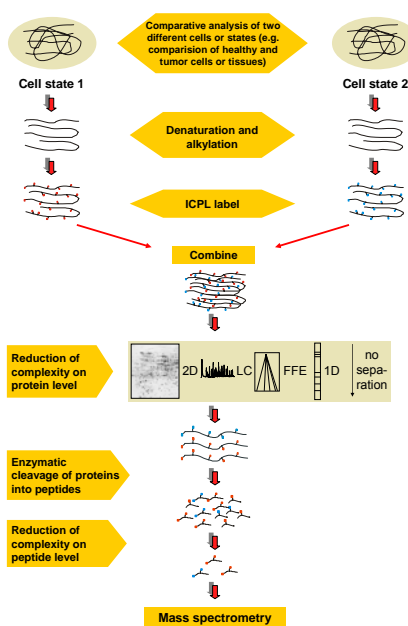 Comparative analysis of two
different cells or states (e.g.
comparision of healthy and
tumor cells or tissues)
Cell state 1
Cell state 2
Denaturation and
alkylation
ICPL label
Combine
Reduction of
complexity on
protein level
2D
LC
FFE
1D
no
sepa-
ration
Enzymatic
cleavage of proteins
into peptides
Reduction of
complexity on
peptide level
Mass spectrometry